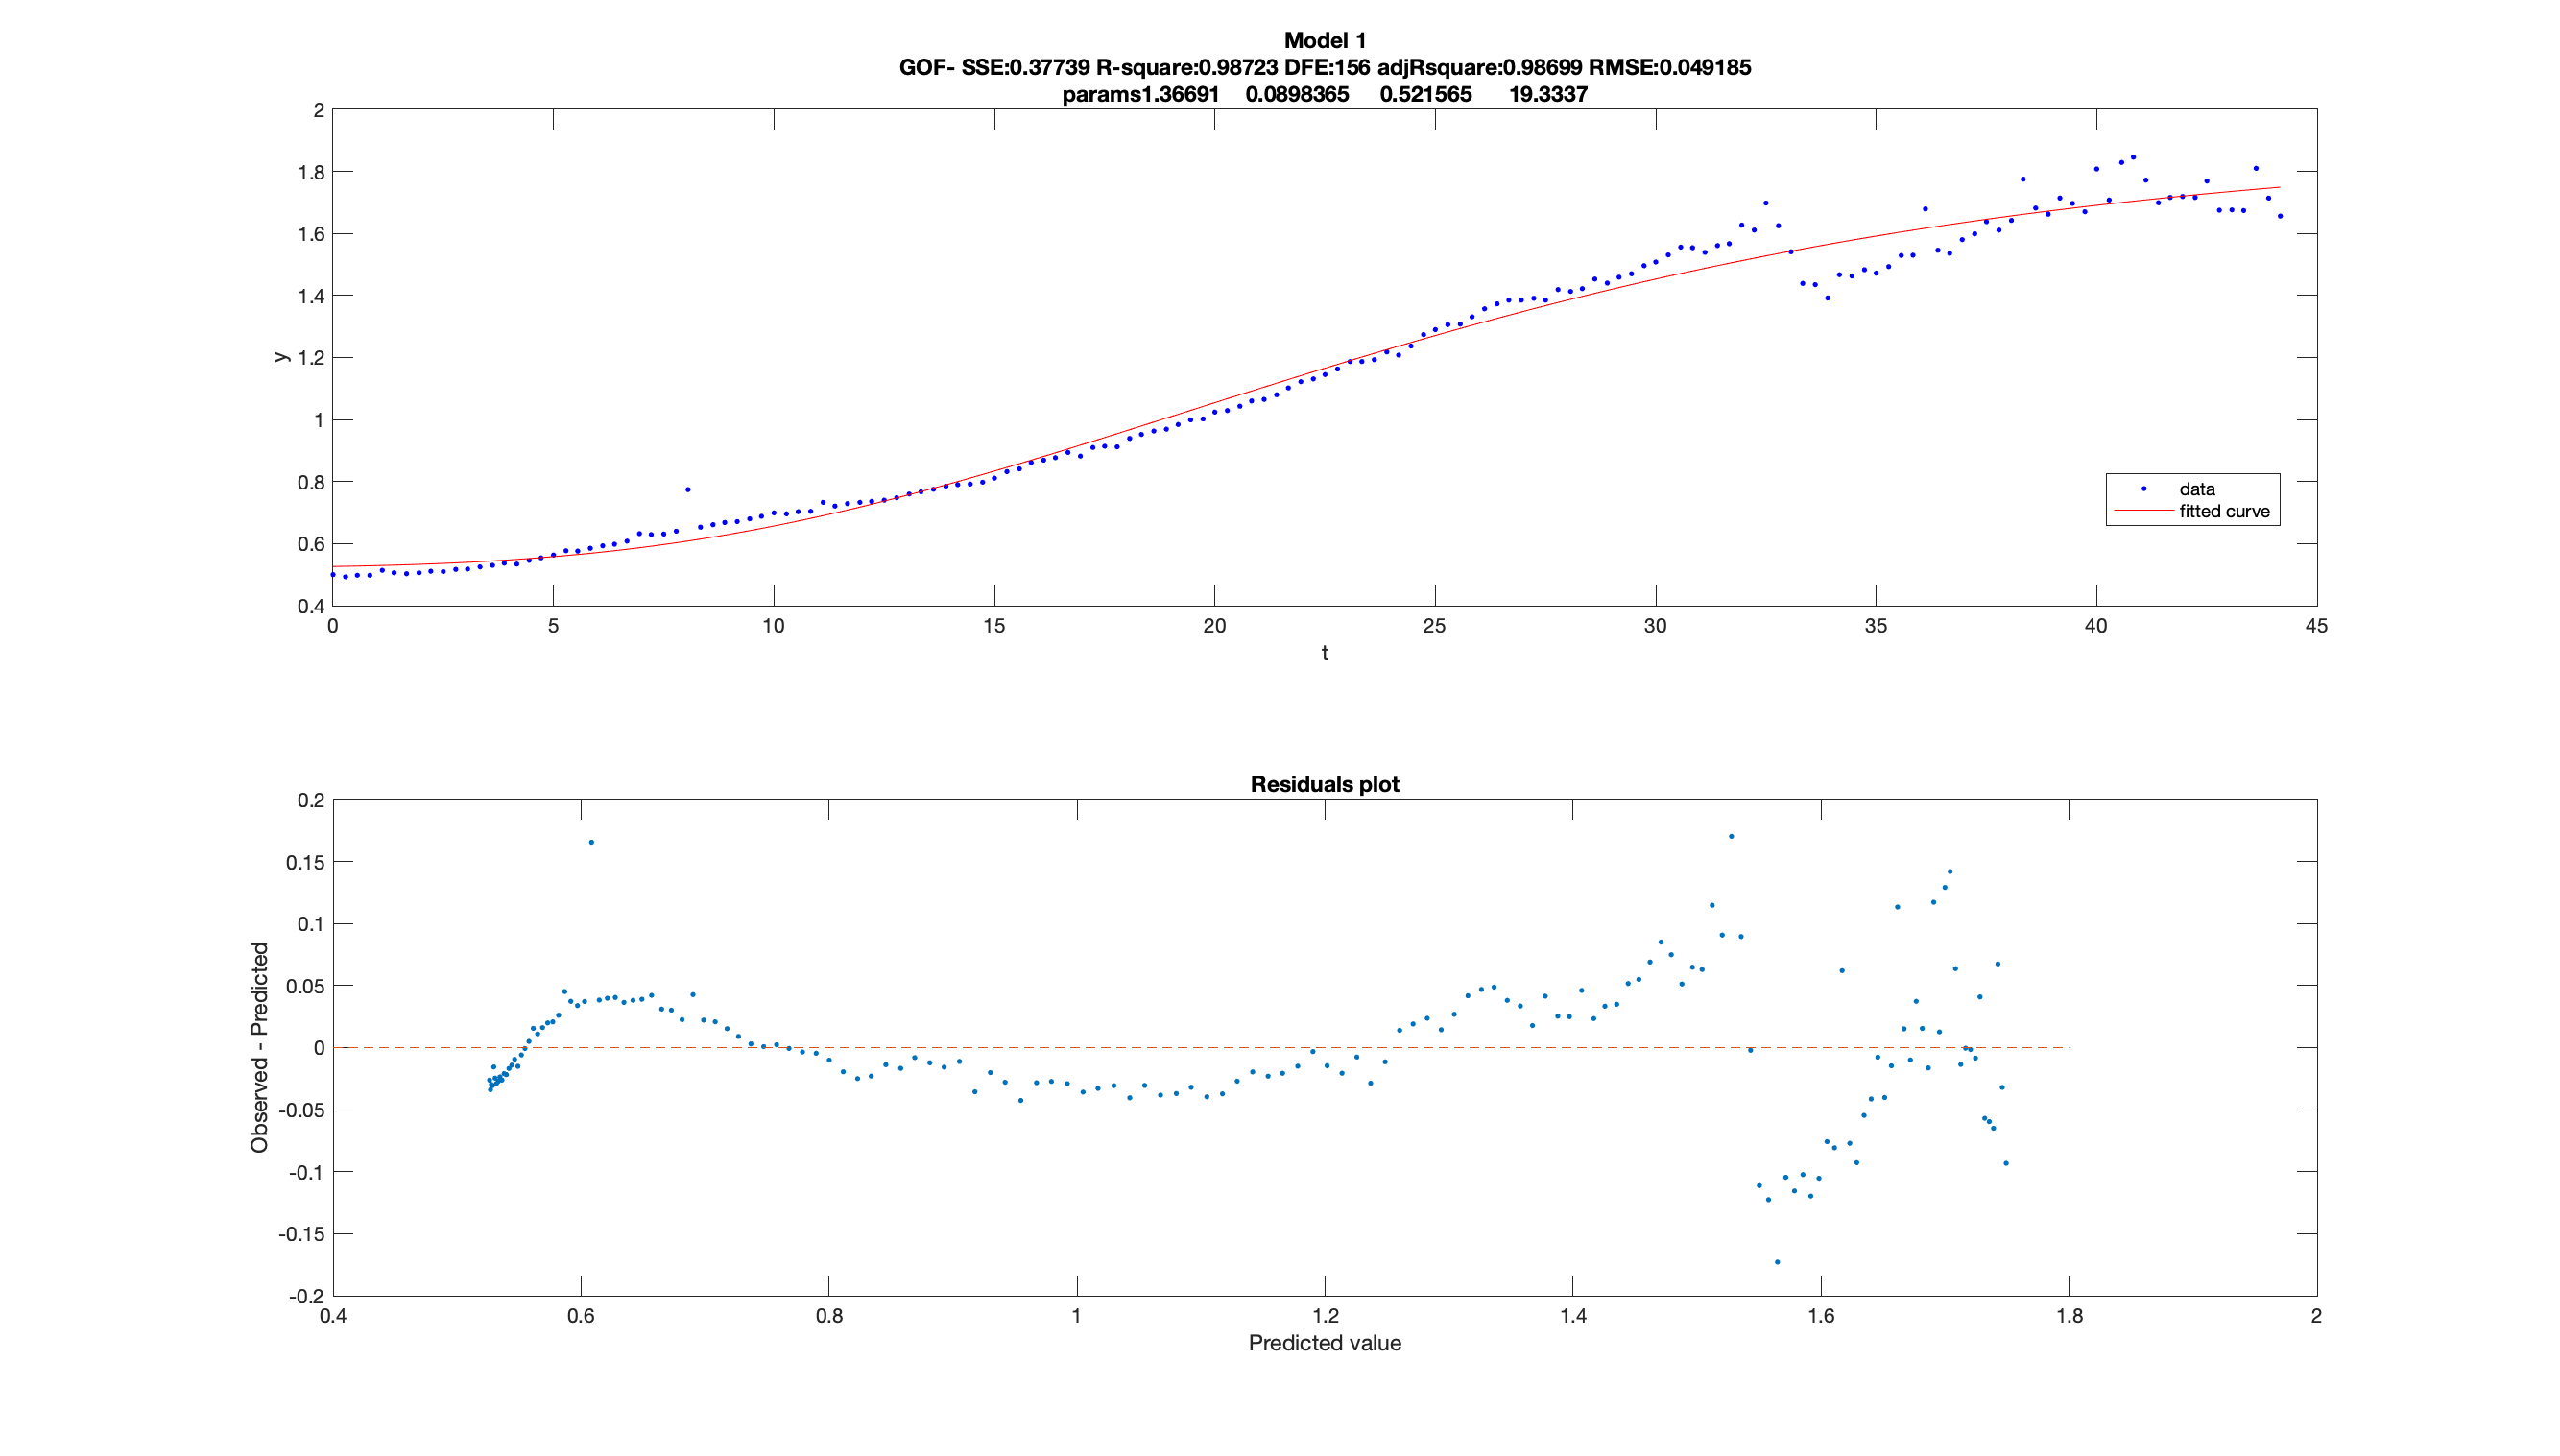 Model 1
GOF- SSE:0.37739 R-square:0.98723 DFE:156 adjRsquare:0.98699 RMSE:0.049185
params1.36691 0.0898365 0.521565 19.3337
2
1.8
1.6
1.4
1.2
1
0.8
0.6
0.4
y
0 5 10 15 20 25 30 35 40 45
t
data
fitted curve
Residuals plot
0.2
0.15
0.1
0.05
0
-0.05
-0.1
-0.15
-0.2
Observed - Predicted
0.4 0.6 0.8 1 1.2 1.4 1.6 1.8 2
Predicted value